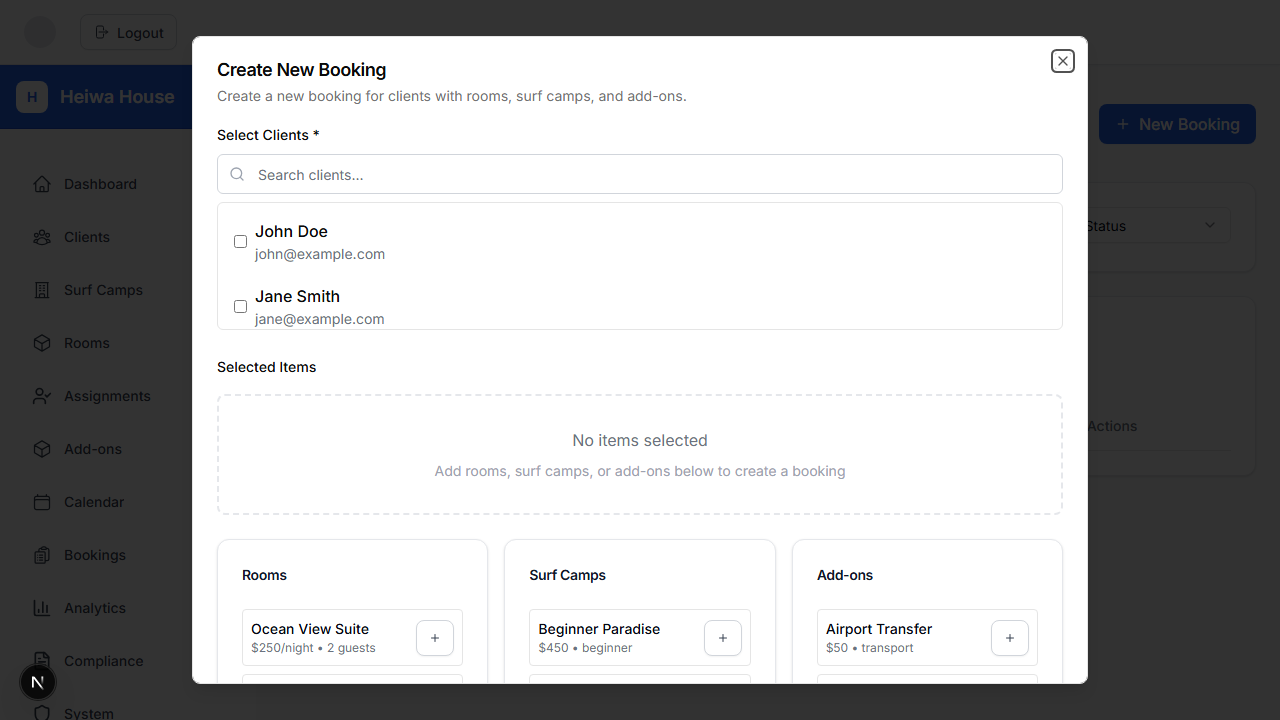 Logout
H Heiwa House
Dashboard
Clients
Surf Camps
Rooms
Assignments
Add-ons
Calendar
Bookings
Analytics
Compliance
System
N
Create New Booking
Create a new booking for clients with rooms, surf camps, and add-ons.
Select Clients *
Search clients...
John Doe
john@example.com
Jane Smith
jane@example.com
Selected Items
No items selected
Add rooms, surf camps, or add-ons below to create a booking
Rooms
Ocean View Suite
$250/night • 2 guests
+
Surf Camps
Beginner Paradise
$450 • beginner
+
Add-ons
Airport Transfer
$50 • transport
+
+ New Booking
Status
Actions